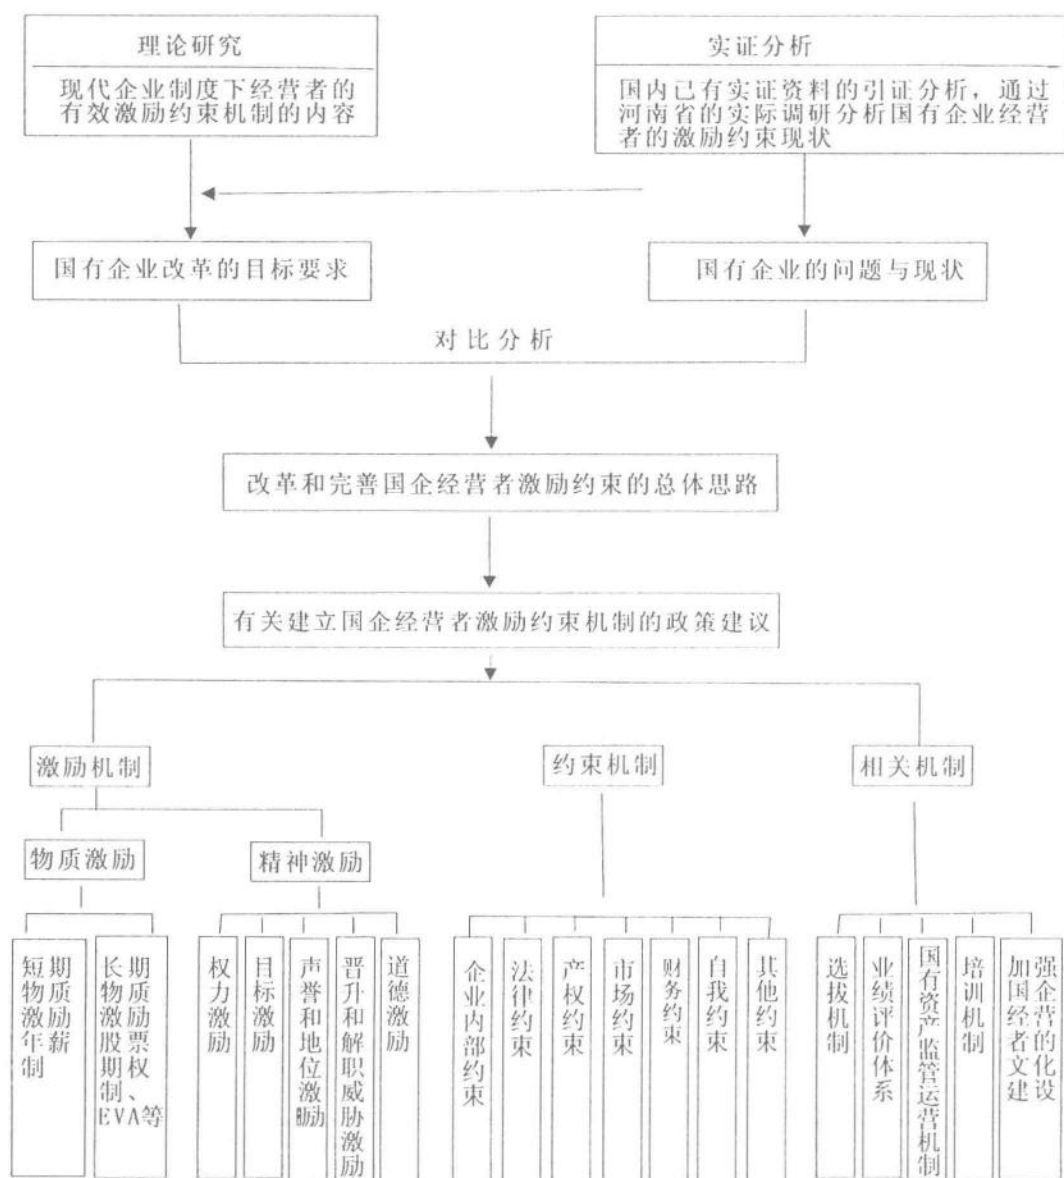 理论研究
现代企业制度下经营者的
有效激励约束机制的内容
实证分析
国内已有实证资料的引证分析，通过
河南省的实际调研分析国有企业经营
者的激励约束现状
国有企业改革的目标要求
国有企业的问题与现状
对比分析
改革和完善国企经营者激励约束的总体思路
有关建立国企经营者激励约束机制的政策建议
激励机制
约束机制
相关机制
物质激励
精神激励
短期
物质
激励
年薪
制
长期
物质
激励
股票
期权
制、
EVA等
权力激励
目标激励
声誉和地位激励
晋升和解职威胁激励
道德激励
企业内部约束
法律约束
产权约束
市场约束
财务约束
自我约束
其他约束
选拔机制
业绩评价体系
国有资产监管运营机制
培训机制
加强
国企
经营
者的
文化
建设